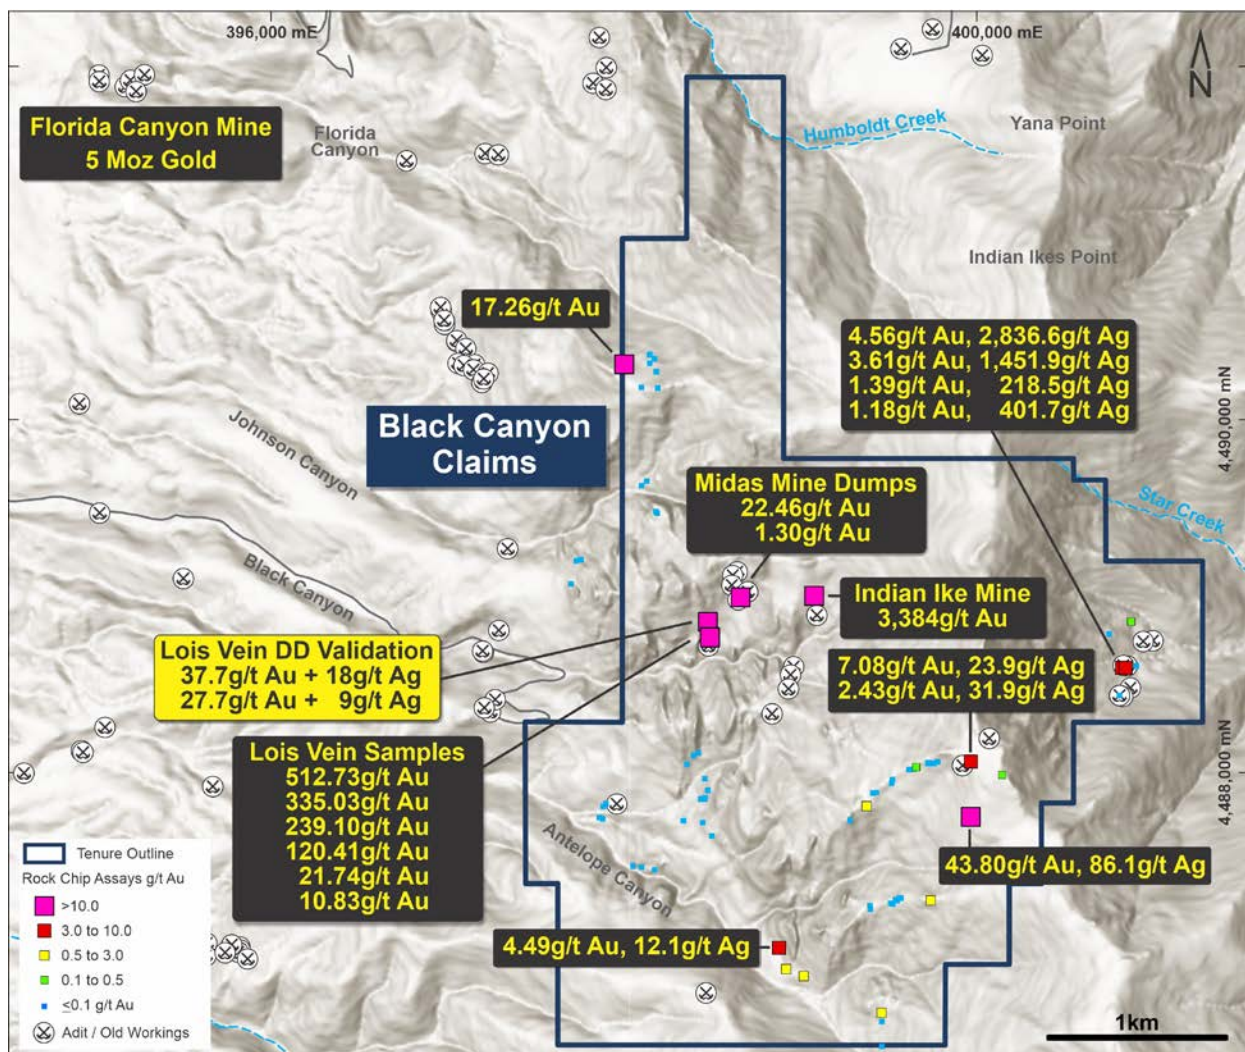 396,000 mE
400,000 mE
N
Humboldt Creek
Yana Point
Florida Canyon Mine
5 Moz Gold
Florida
Canyon
Indian Ikes Point
17.26g/t Au
4.56g/t Au, 2,836.6g/t Ag
3.61g/t Au, 1,451.9g/t Ag
1.39g/t Au, 218.5g/t Ag
1.18g/t Au, 401.7g/t Ag
4,490,000 mN
Black Canyon
Claims
Johnson Canyon
Midas Mine Dumps
22.46g/t Au
1.30g/t Au
Star Creek
Black Canyon
Indian Ike Mine
3,384g/t Au
Lois Vein DD Validation
37.7g/t Au + 18g/t Ag
27.7g/t Au + 9g/t Ag
7.08g/t Au, 23.9g/t Ag
2.43g/t Au, 31.9g/t Ag
Lois Vein Samples
512.73g/t Au
335.03g/t Au
239.10g/t Au
120.41g/t Au
21.74g/t Au
10.83g/t Au
4,488,000 mN
Antelope Canyon
43.80g/t Au, 86.1g/t Ag
4.49g/t Au, 12.1g/t Ag
Tenure Outline
Rock Chip Assays g/t Au
>10.0
3.0 to 10.0
0.5 to 3.0
0.1 to 0.5
≤0.1 g/t Au
Adit / Old Workings
1km